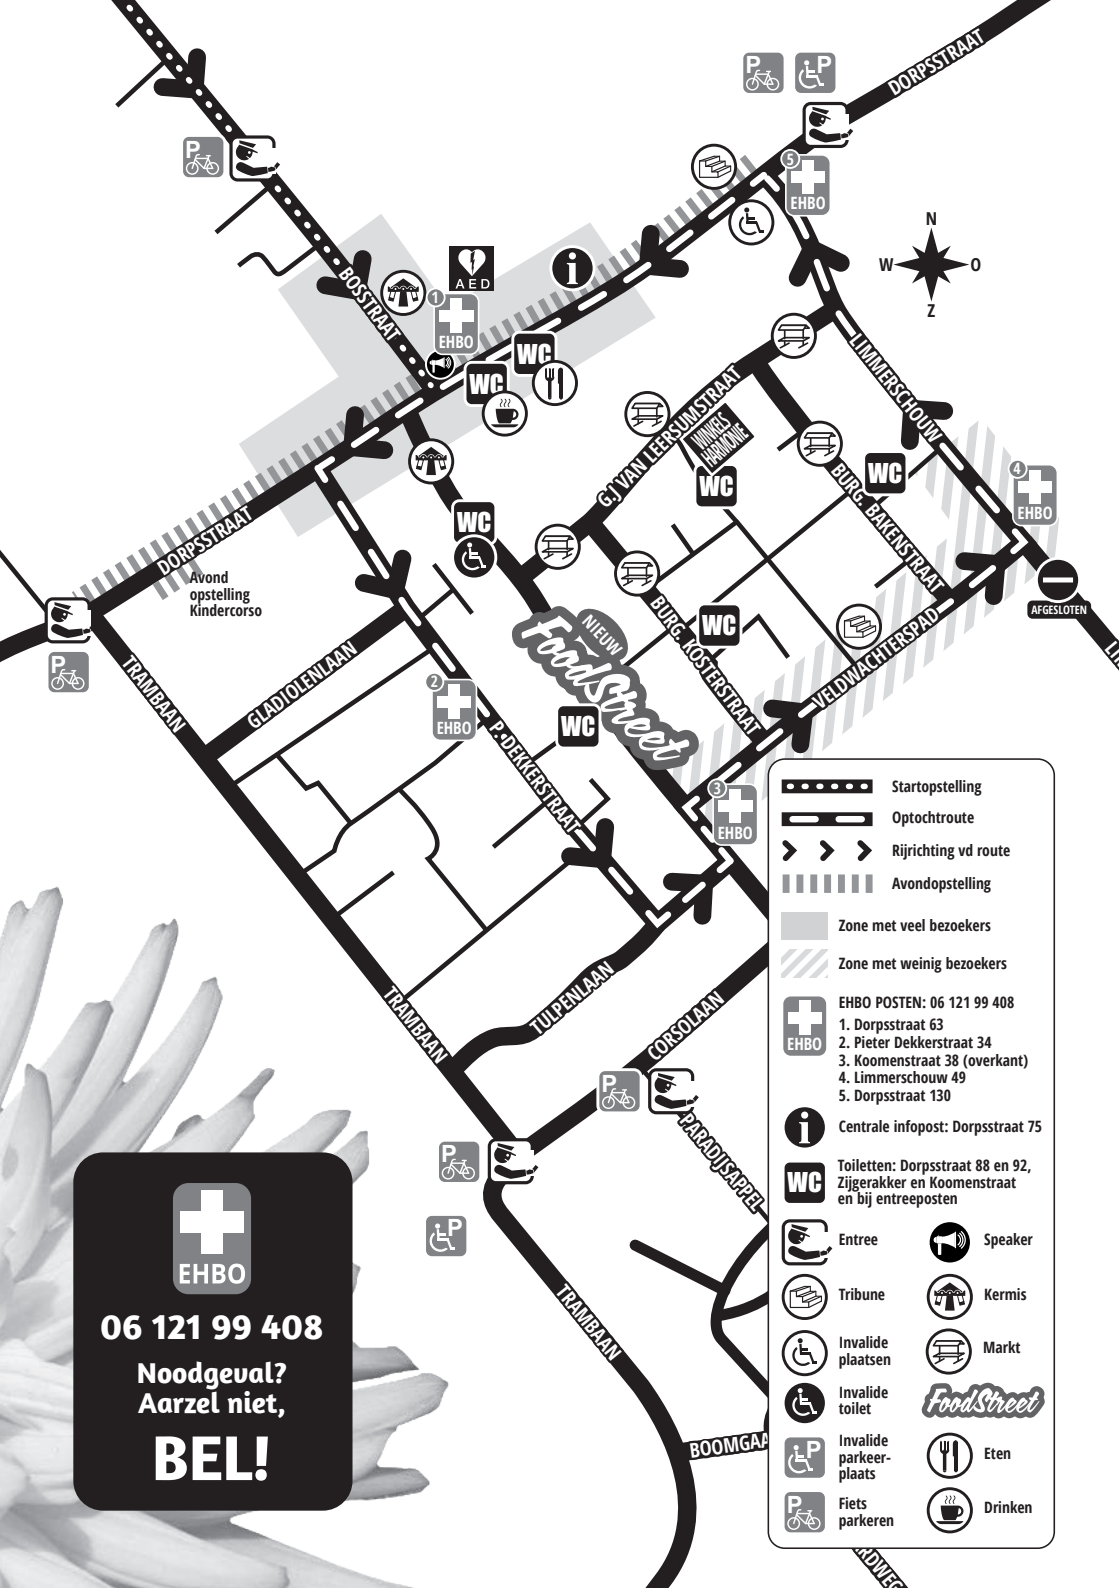 DORPSSTRAAT
P
P
P
5
EHBO
N
W
O
Z
BOSSTRAAT
AED
i
1
EHBO
WC
WC
LIMMERSCHOUW
G.J VAN LEERSUMSTRAAT
WINKELS
HARMONIE
WC
WC
BURG. BAKENSTRAAT
4
EHBO
AFGESLOTEN
DORPSSTRAAT
Avond
opstelling
Kindercorso
WC
P
TRAMBAAN
GLADIOLENLAAN
2
EHBO
P. DEKKERSTRAAT
NIEUW
FoodStreet
WC
WC
BURG. KOSTERSTRAAT
VELDWACHTERSPAD
3
EHBO
TRAMBAAN
TULPENLAAN
CORSOLAAN
P
P
P
PARADIJSAPPEL
TRAMBAAN
BOOMGAA
RDWEG
Startopstelling
Optochtroute
Rijrichting vd route
Avondopstelling
Zone met veel bezoekers
Zone met weinig bezoekers
EHBO
EHBO POSTEN: 06 121 99 408
1. Dorpsstraat 63
2. Pieter Dekkerstraat 34
3. Koomenstraat 38 (overkant)
4. Limmerschouw 49
5. Dorpsstraat 130
i
Centrale infopost: Dorpsstraat 75
WC
Toiletten: Dorpsstraat 88 en 92,
Zijgerakker en Koomenstraat
en bij entreeposten
Entree
Speaker
Tribune
Kermis
Invalide
plaatsen
Markt
Invalide
toilet
FoodStreet
P
Invalide
parkeer-
plaats
Eten
P
Fiets
parkeren
Drinken
EHBO
06 121 99 408
Noodgeval?
Aarzel niet,
BEL!